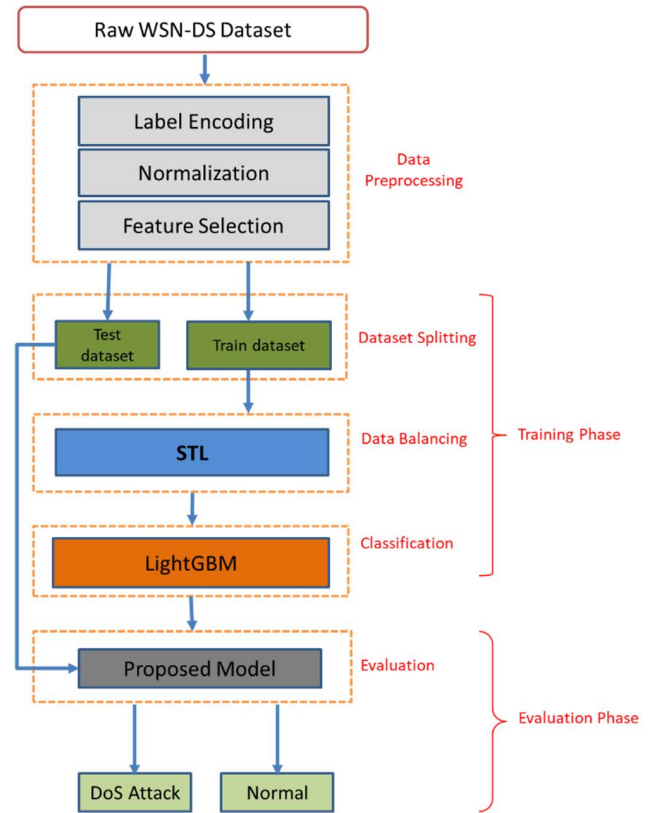 Raw WSN-DS Dataset
Label Encoding
Normalization
Feature Selection
Data
Preprocessing
Test
dataset
Train dataset
Dataset Splitting
STL
Data Balancing
Training Phase
LightGBM
Classification
Proposed Model
Evaluation
Evaluation Phase
DoS Attack
Normal